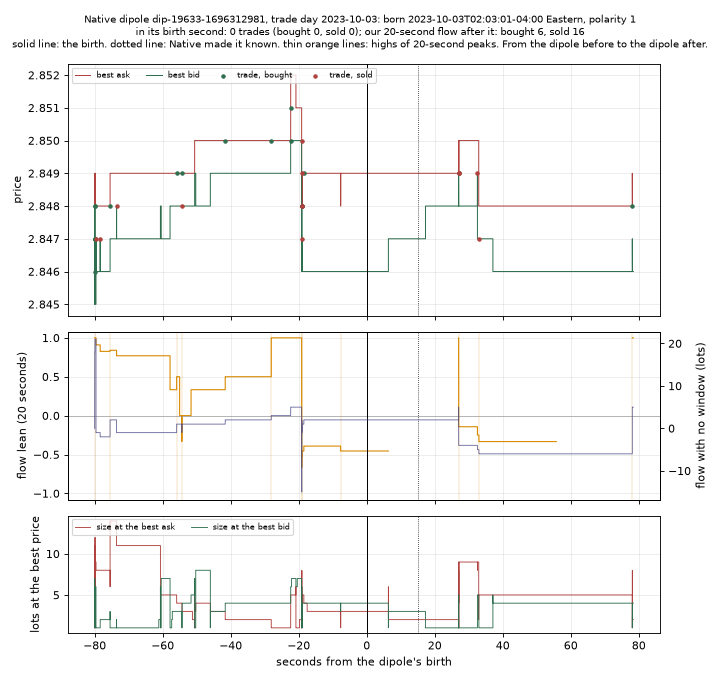 Native dipole dip-19633-1696312981, trade day 2023-10-03: born 2023-10-03T02:03:01-04:00 Eastern, polarity 1
in its birth second: 0 trades (bought 0, sold 0); our 20-second flow after it: bought 6, sold 16
solid line: the birth. dotted line: Native made it known. thin orange lines: highs of 20-second peaks. From the dipole before to the dipole after.
best ask
best bid
trade, bought
trade, sold
2.852
2.851
2.850
2.849
2.848
2.847
2.846
2.845
price
1.0
0.5
0.0
−0.5
−1.0
flow lean (20 seconds)
20
10
0
−10
flow with no window (lots)
size at the best ask
size at the best bid
10
5
lots at the best price
−80
−60
−40
−20
0
20
40
60
80
seconds from the dipole's birth